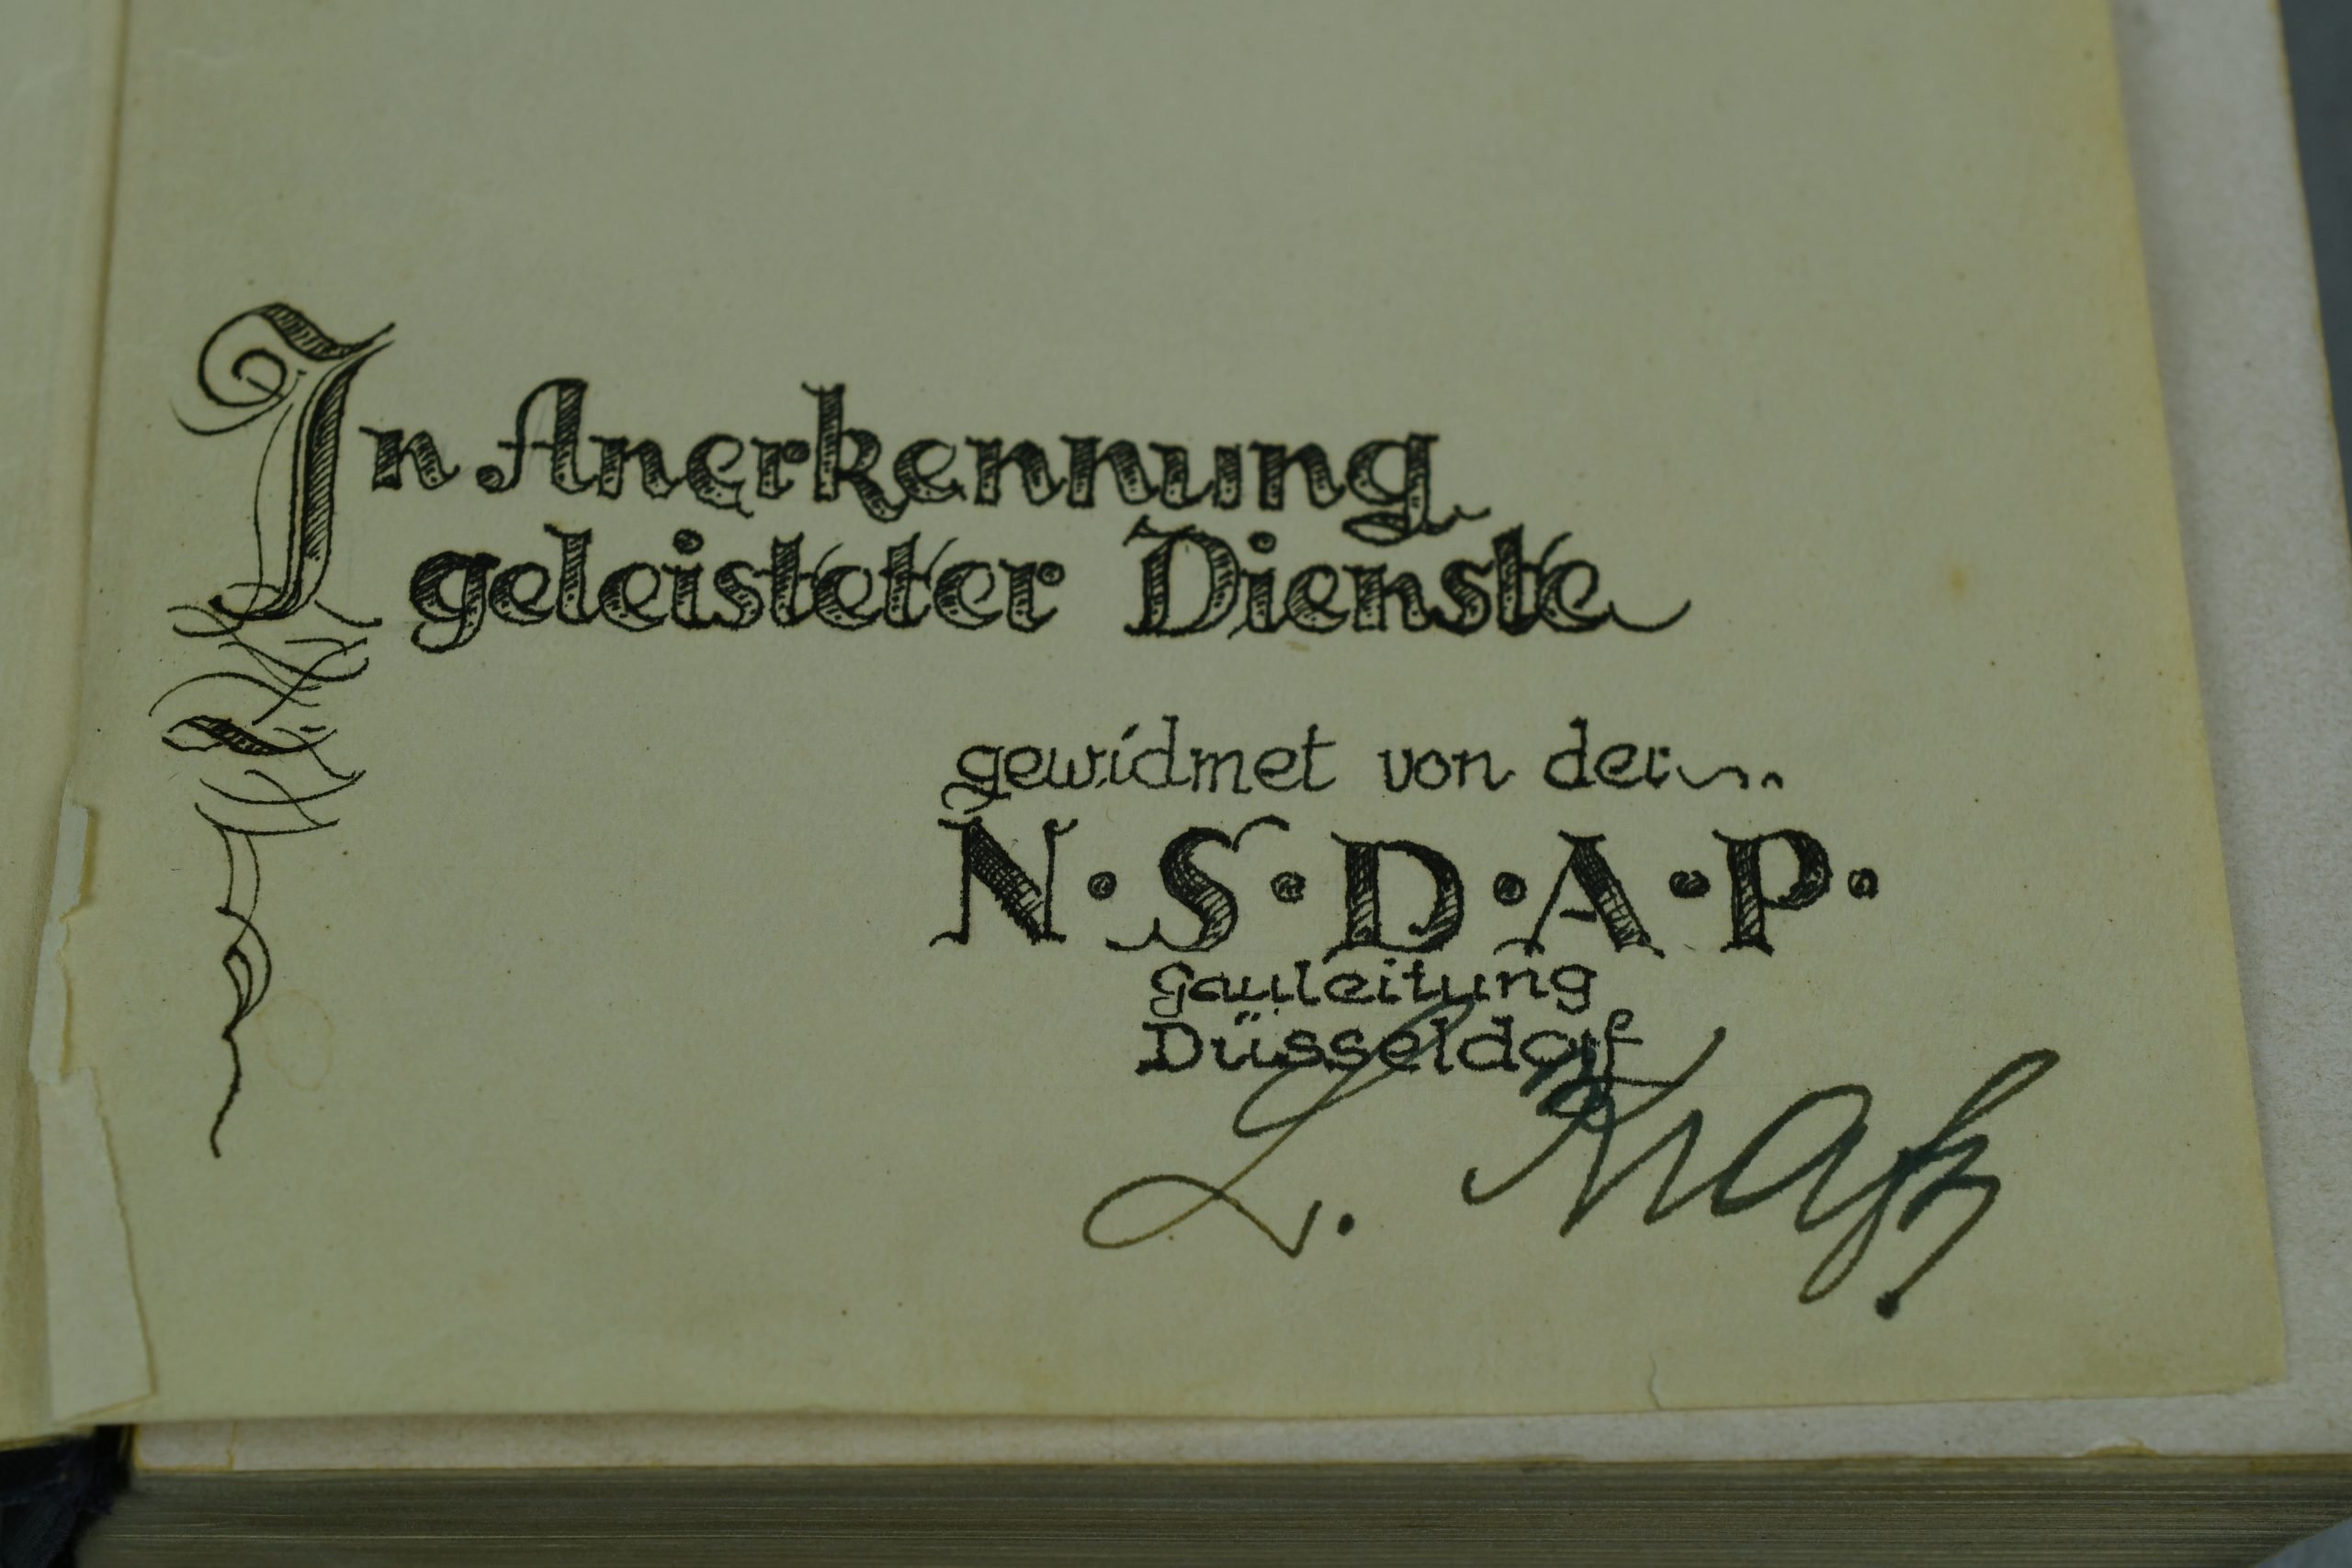 In Anerkennung
geleisteter Dienste
gewidmet von der
N·S·D·A·P·
Gauleitung
Düsseldorf
L.